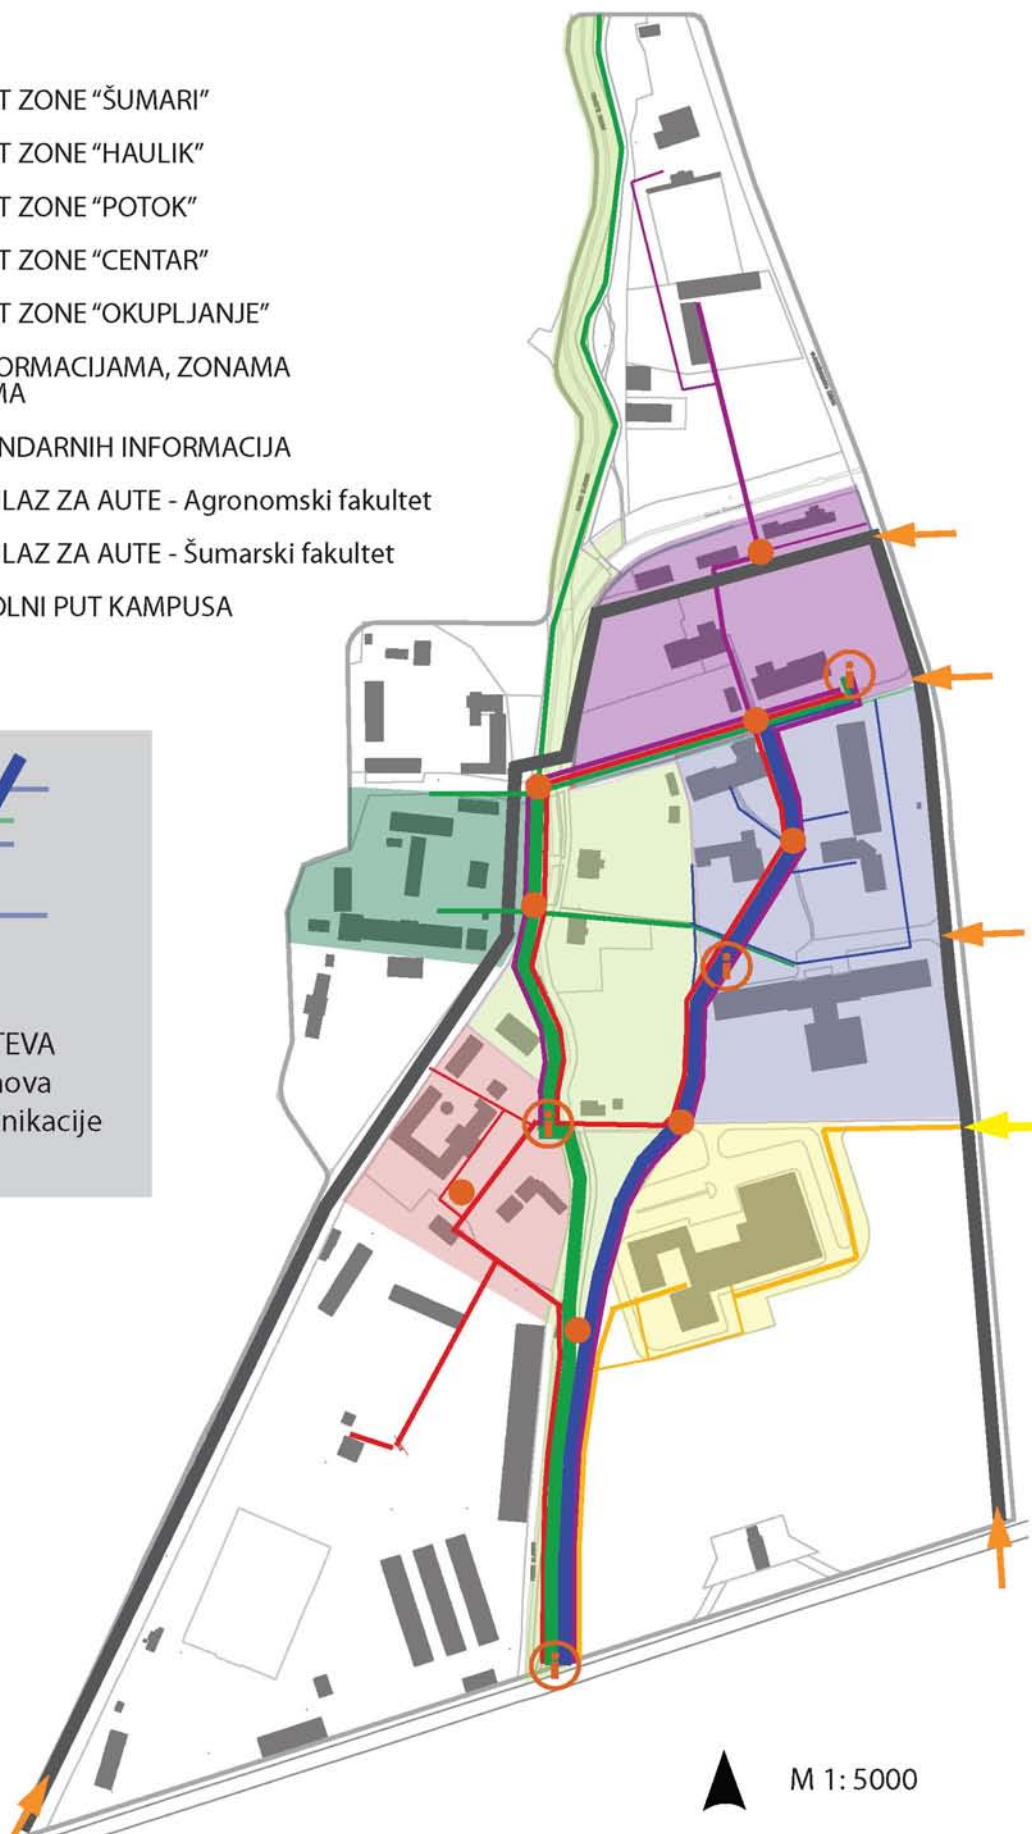 T ZONE “ŠUMARI”
T ZONE “HAULIK”
T ZONE “POTOK”
T ZONE “CENTAR”
T ZONE “OKUPLJANJE”
ORMACIJAMA, ZONAMA
MA
NDARNIH INFORMACIJA
LAZ ZA AUTE - Agronomski fakultet
LAZ ZA AUTE - Šumarski fakultet
OLNI PUT KAMPUSA
TEVA
nova
nikacije
i
i
i
i
M 1: 5000